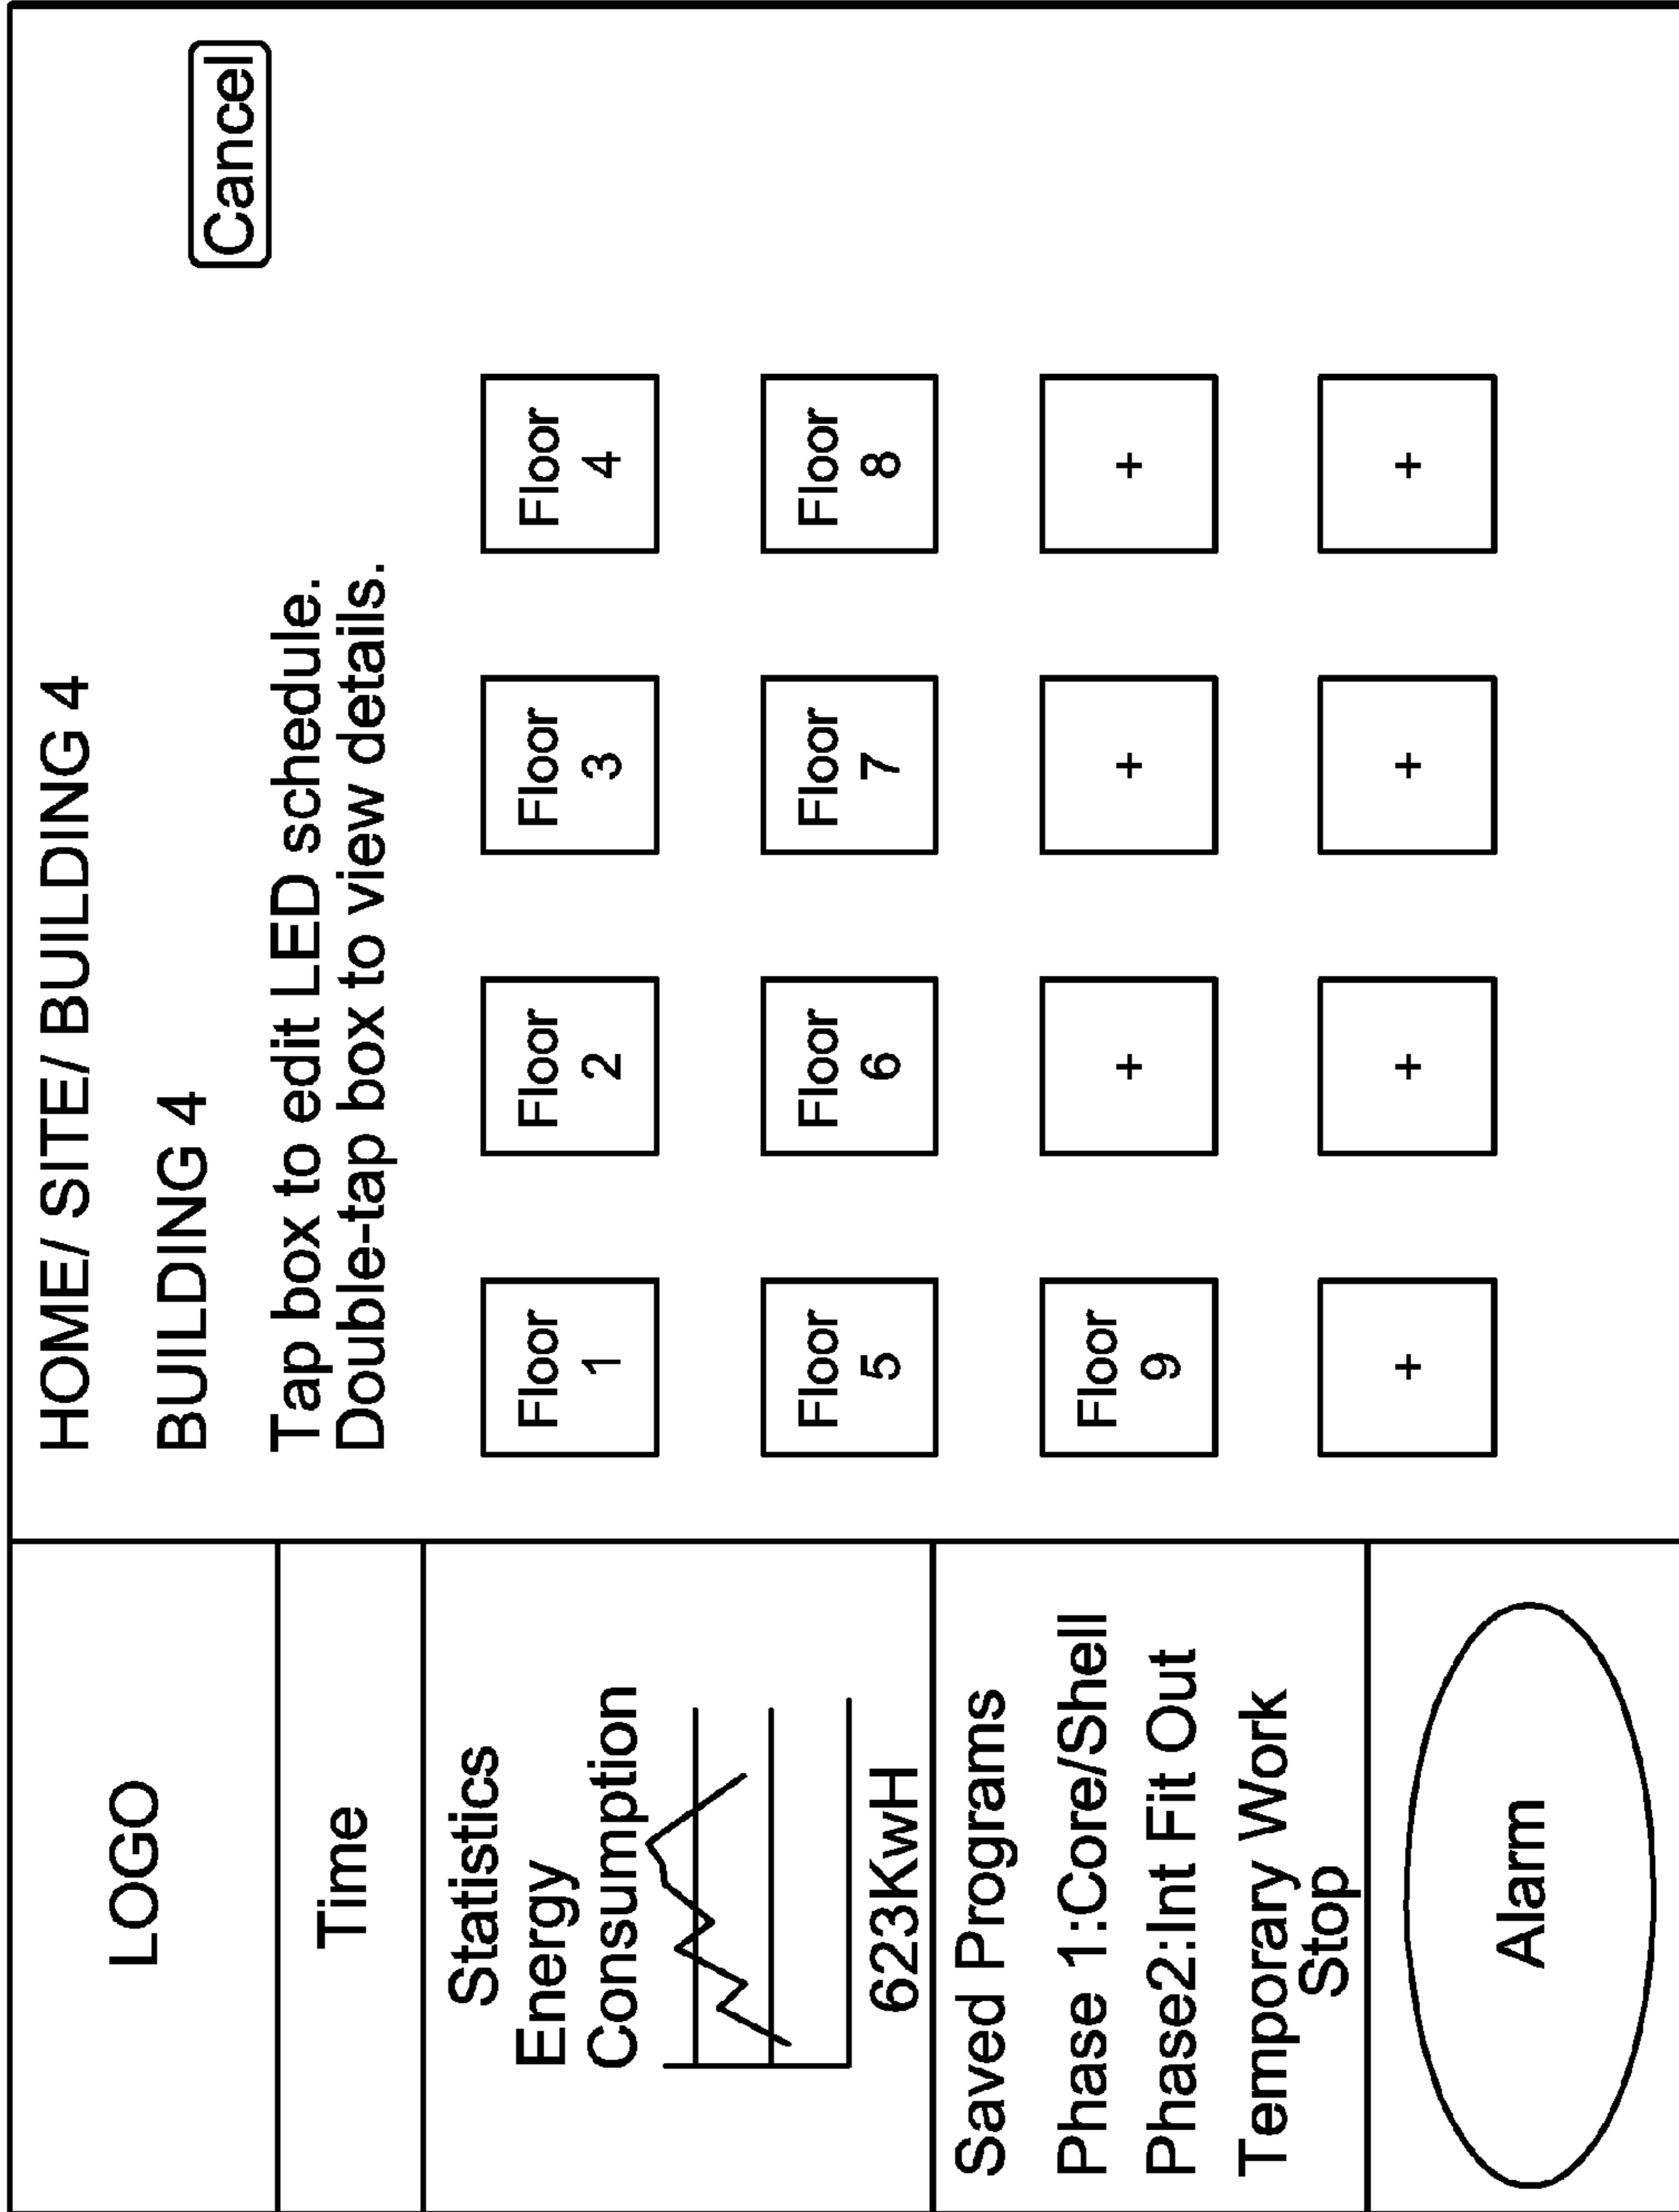 LOGO
Time
Statistics
Energy
Consumption
623KwH
Saved Programs
Phase 1:Core/Shell
Phase2:Int Fit Out
Temporary Work
Stop
Alarm
HOME/ SITE/ BUILDING 4
BUILDING 4
Cancel
Tap box to edit LED schedule.
Double-tap box to view details.
Floor
1
Floor
2
Floor
3
Floor
4
Floor
5
Floor
6
Floor
7
Floor
8
Floor
9
+
+
+
+
+
+
+